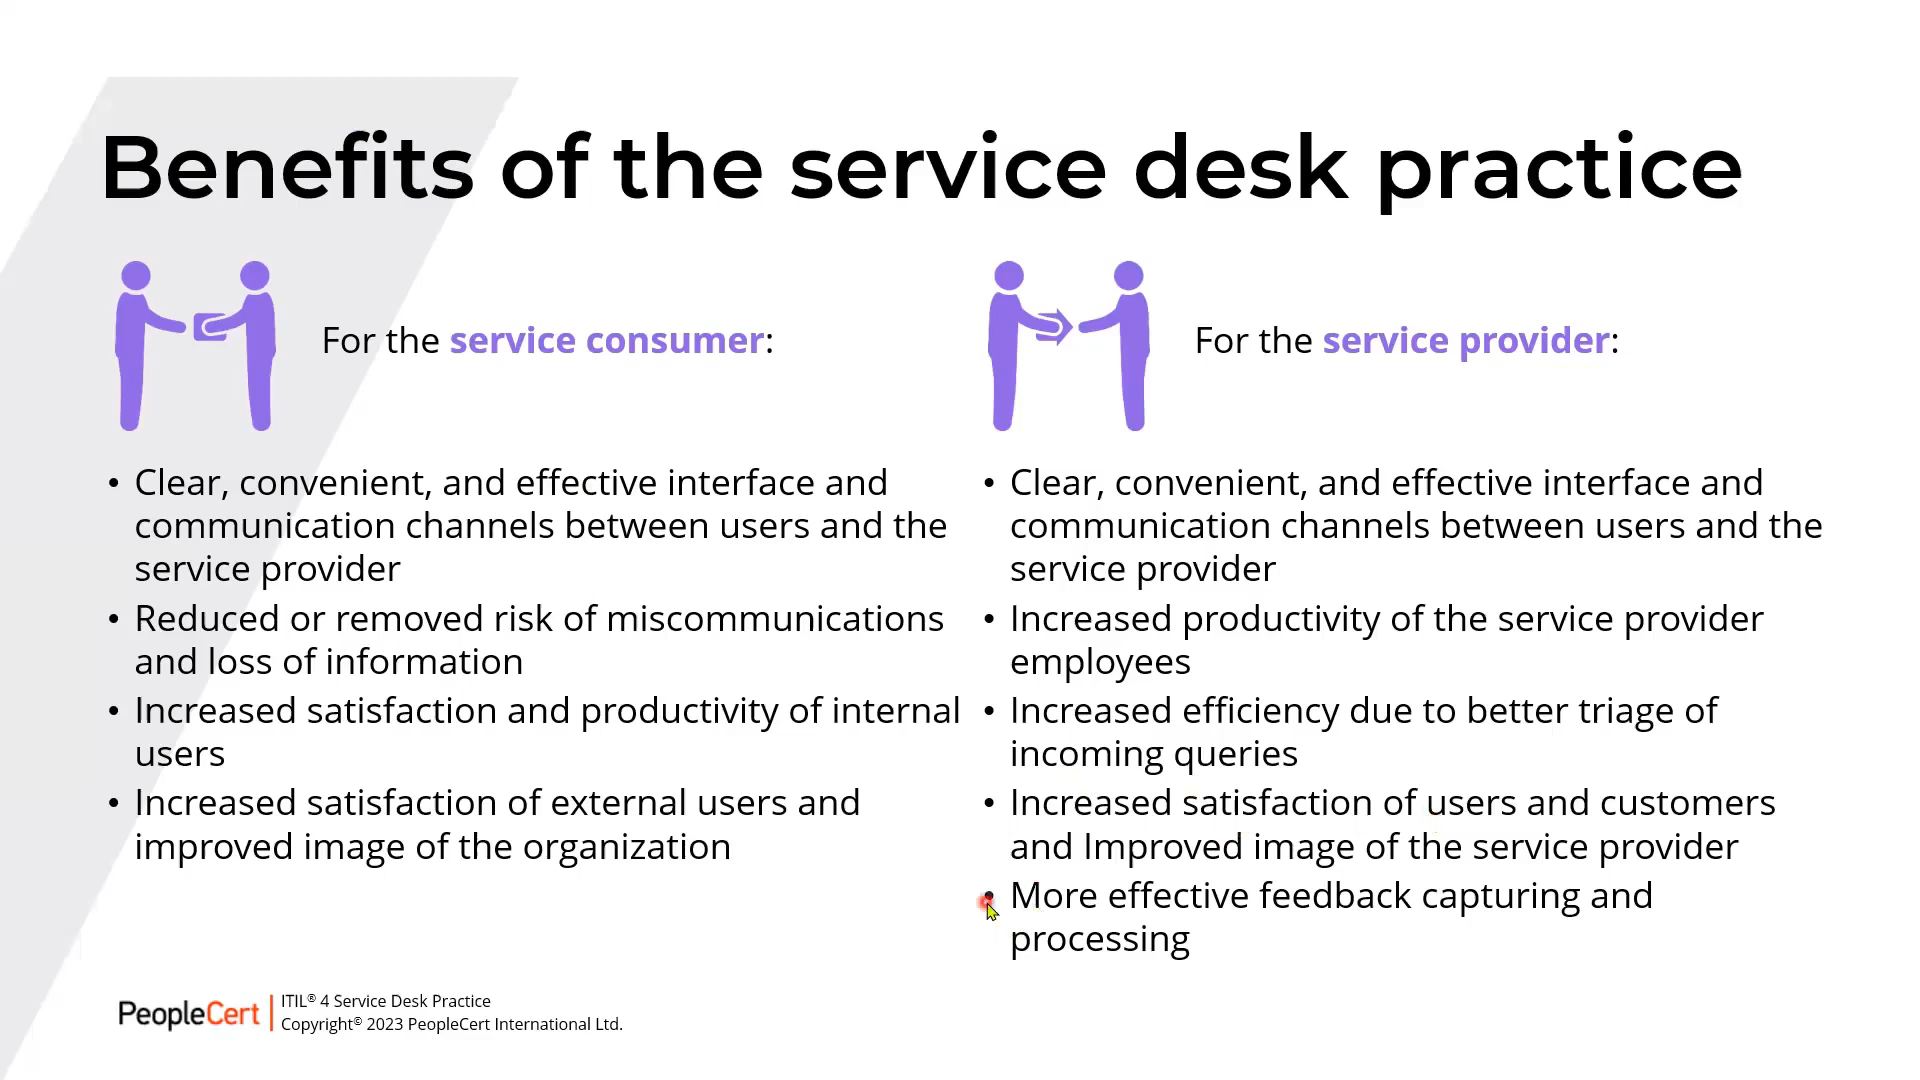 Benefits of the service desk practice
For the service consumer:
• Clear, convenient, and effective interface and
communication channels between users and the
service provider
• Reduced or removed risk of miscommunications
and loss of information
• Increased satisfaction and productivity of internal
users
• Increased satisfaction of external users and
improved image of the organization
For the service provider:
• Clear, convenient, and effective interface and
communication channels between users and the
service provider
• Increased productivity of the service provider
employees
• Increased efficiency due to better triage of
incoming queries
• Increased satisfaction of users and customers
and Improved image of the service provider
• More effective feedback capturing and
processing
PeopleCert
ITIL® 4 Service Desk Practice
Copyright© 2023 PeopleCert International Ltd.